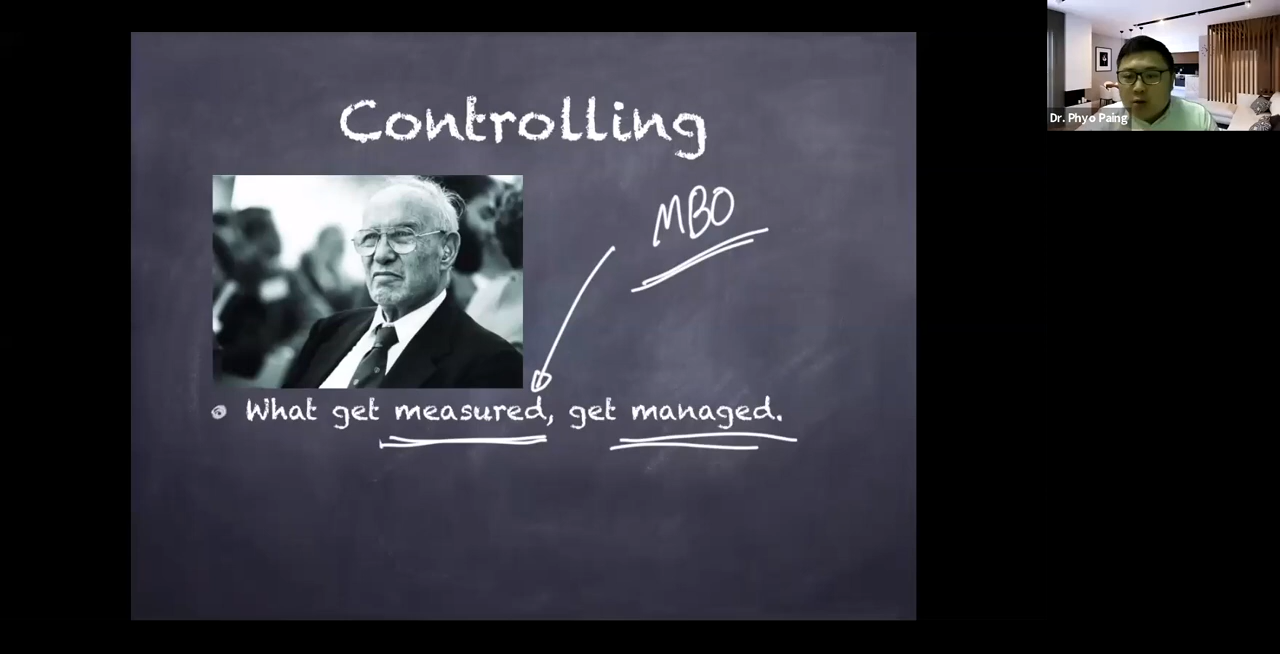 Controlling
MBO
What get measured, get managed.
Dr. Phyo Paing